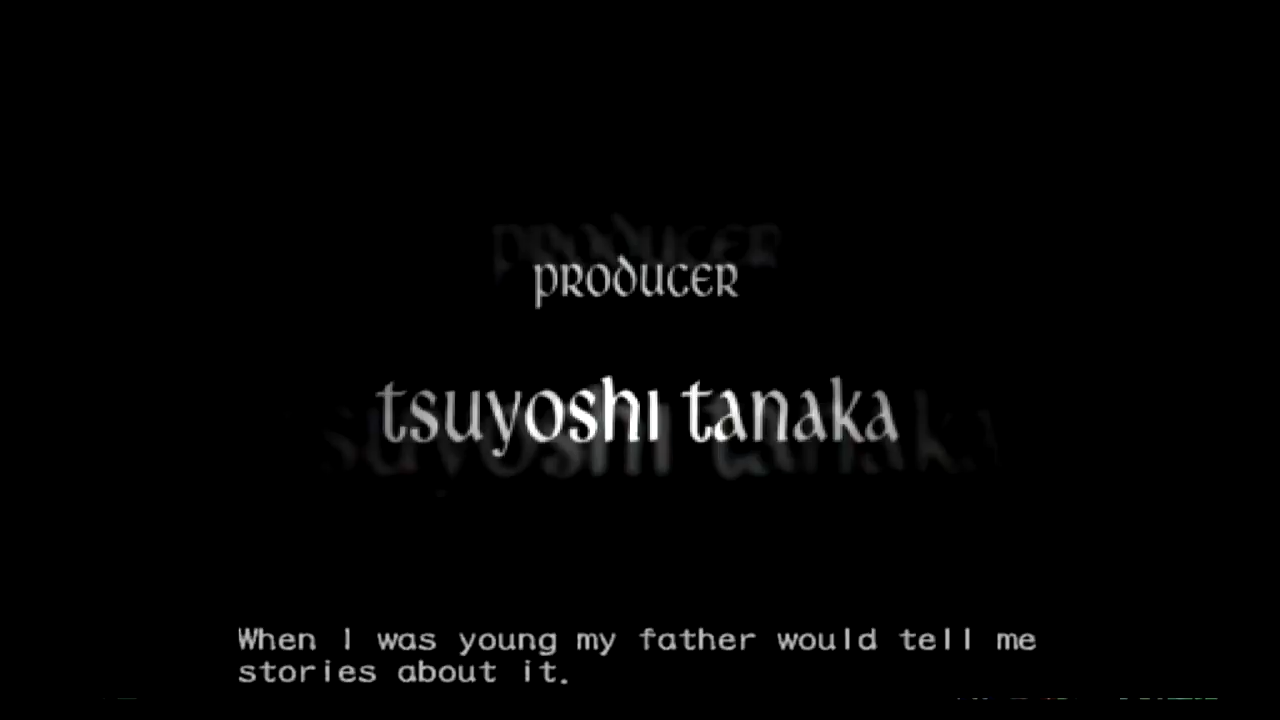 producer
tsuyoshi tanaka
When I was young my father would tell me
stories about it.